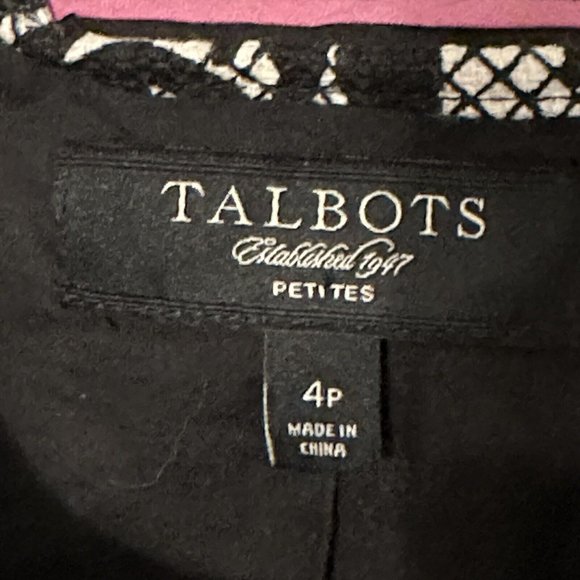 TALBOTS
Established 1947
PETITES
4P
MADE IN
CHINA